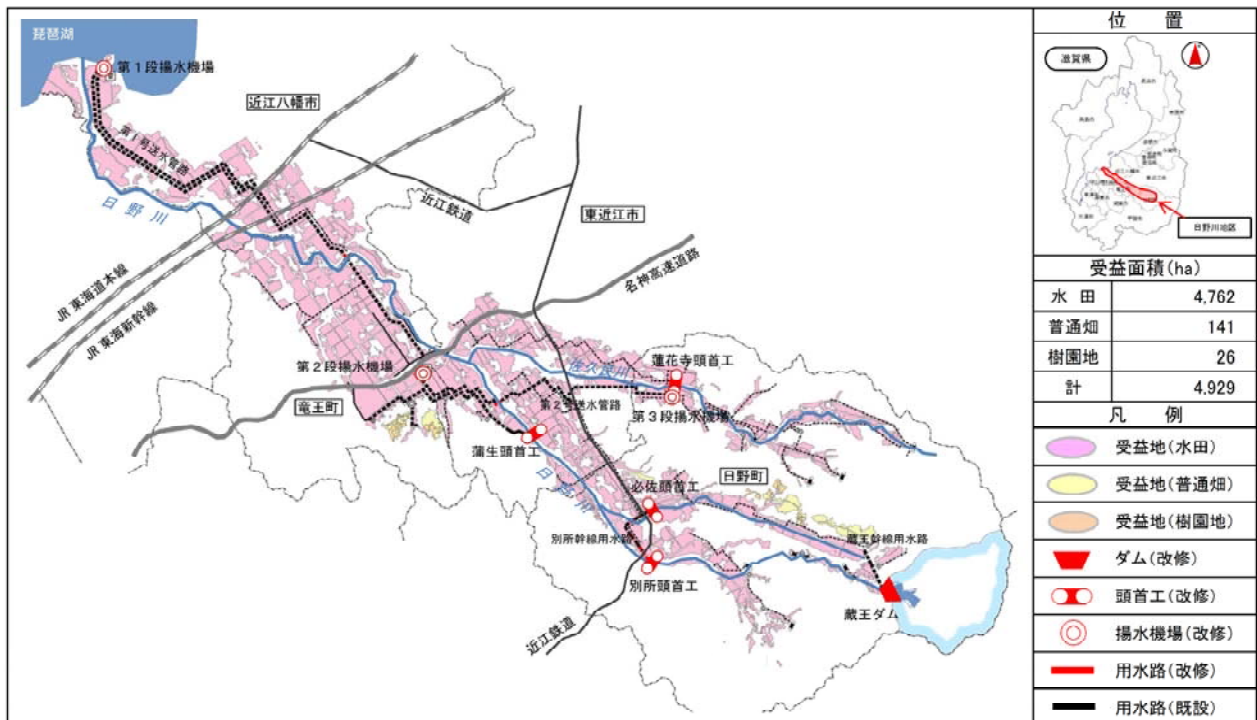 琵琶湖
第1段揚水機場
近江八幡市
第1号送水管路
日野川
近江鉄道
東近江市
名神高速道路
JR 東海道本線
JR 東海新幹線
第2段揚水機場
竜王町
佐久良川
蓮花寺頭首工
第2号送水管路
第3段揚水機場
蒲生頭首工
日野川
必佐頭首工
日野町
別所幹線用水路
蔵王幹線用水路
別所頭首工
近江鉄道
蔵王ダム
位 置
滋賀県
日野川地区
受益面積(ha)
水 田 4,762
普通畑 141
樹園地 26
計 4,929
凡 例
受益地(水田)
受益地(普通畑)
受益地(樹園地)
ダム(改修)
頭首工(改修)
揚水機場(改修)
用水路(改修)
用水路(既設)